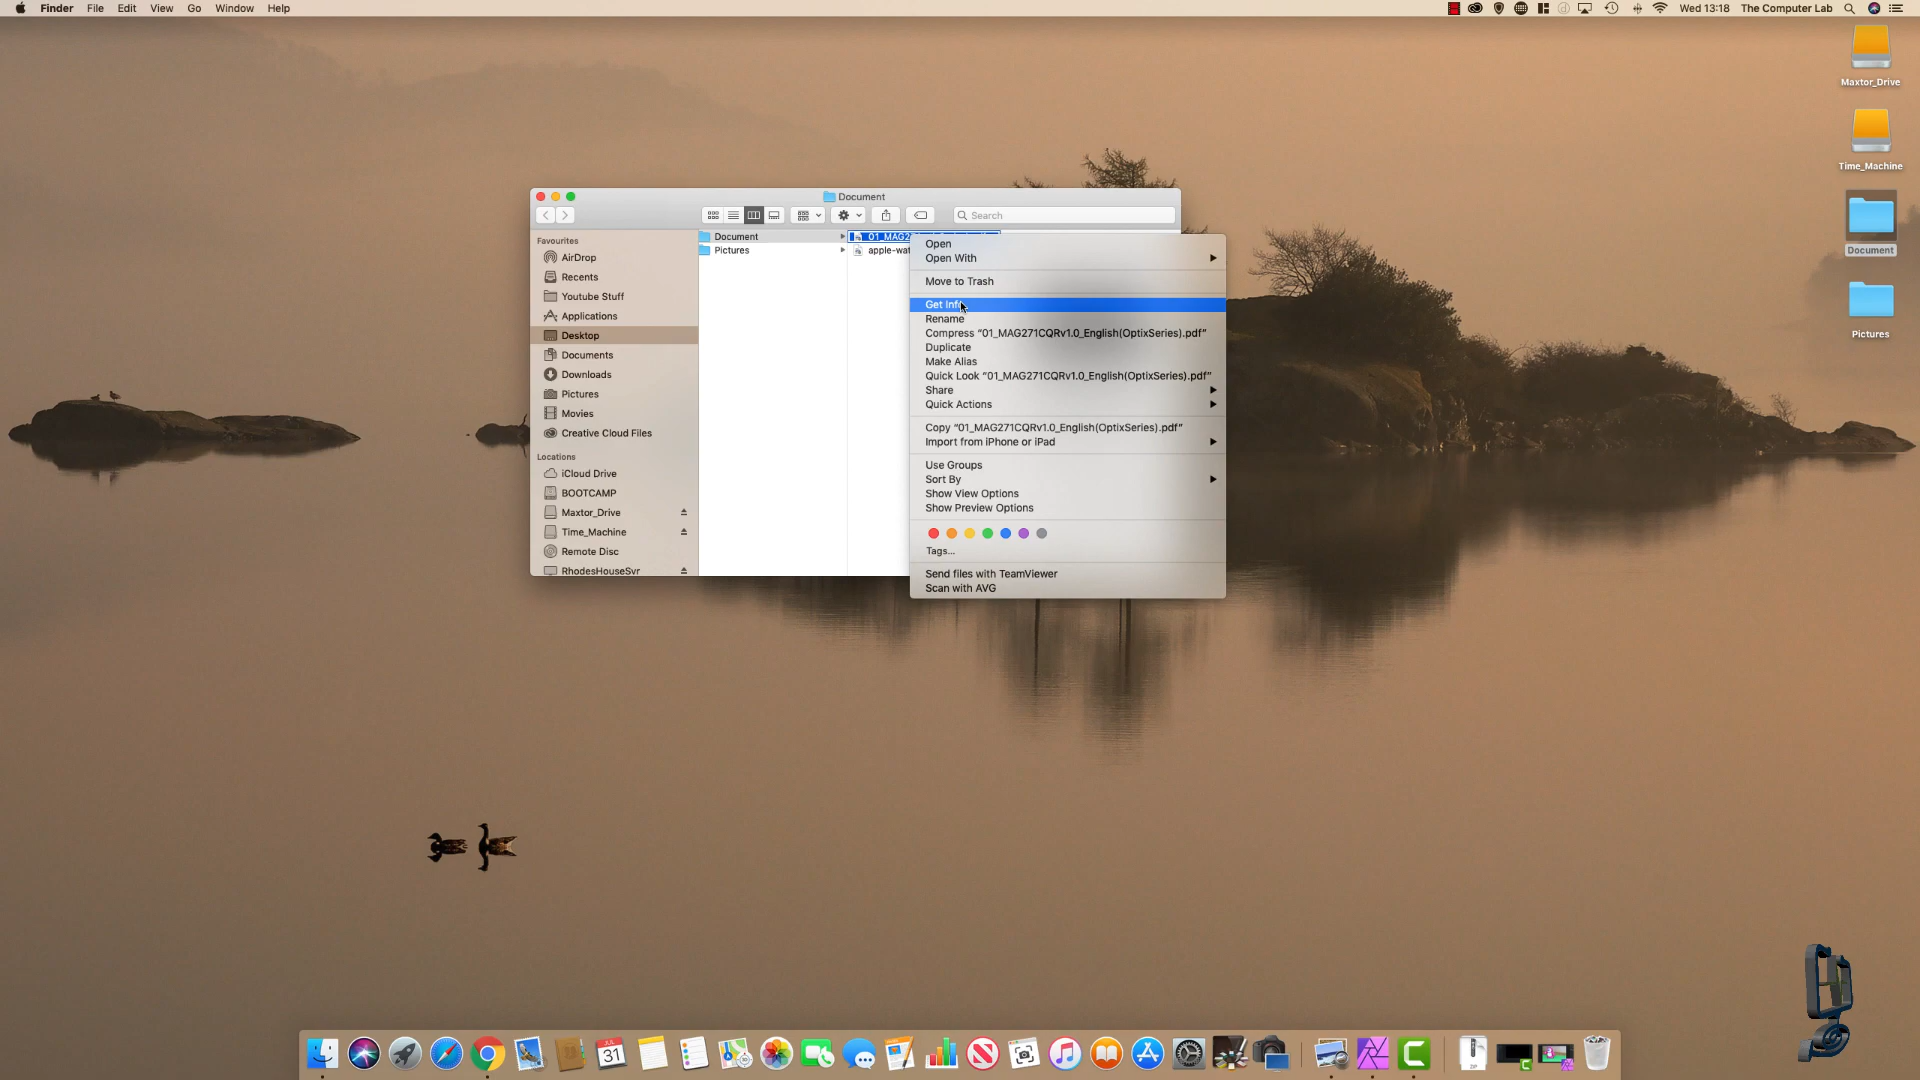 Finder File Edit View Go Window Help
Wed 13:18 The Computer Lab
Maxtor_Drive
Time_Machine
Document
Pictures
Document
Search
Favourites
AirDrop
Recents
Youtube Stuff
Applications
Desktop
Documents
Downloads
Pictures
Movies
Creative Cloud Files
Locations
iCloud Drive
BOOTCAMP
Maxtor_Drive
Time_Machine
Remote Disc
RhodesHouseSvr
Document
Pictures
01_MAG2
apple-wat
Open
Open With
Move to Trash
Get Info
Rename
Compress “01_MAG271CQRv1.0_English(OptixSeries).pdf”
Duplicate
Make Alias
Quick Look “01_MAG271CQRv1.0_English(OptixSeries).pdf”
Share
Quick Actions
Copy “01_MAG271CQRv1.0_English(OptixSeries).pdf”
Import from iPhone or iPad
Use Groups
Sort By
Show View Options
Show Preview Options
Tags...
Send files with TeamViewer
Scan with AVG
JUL
31
ZIP